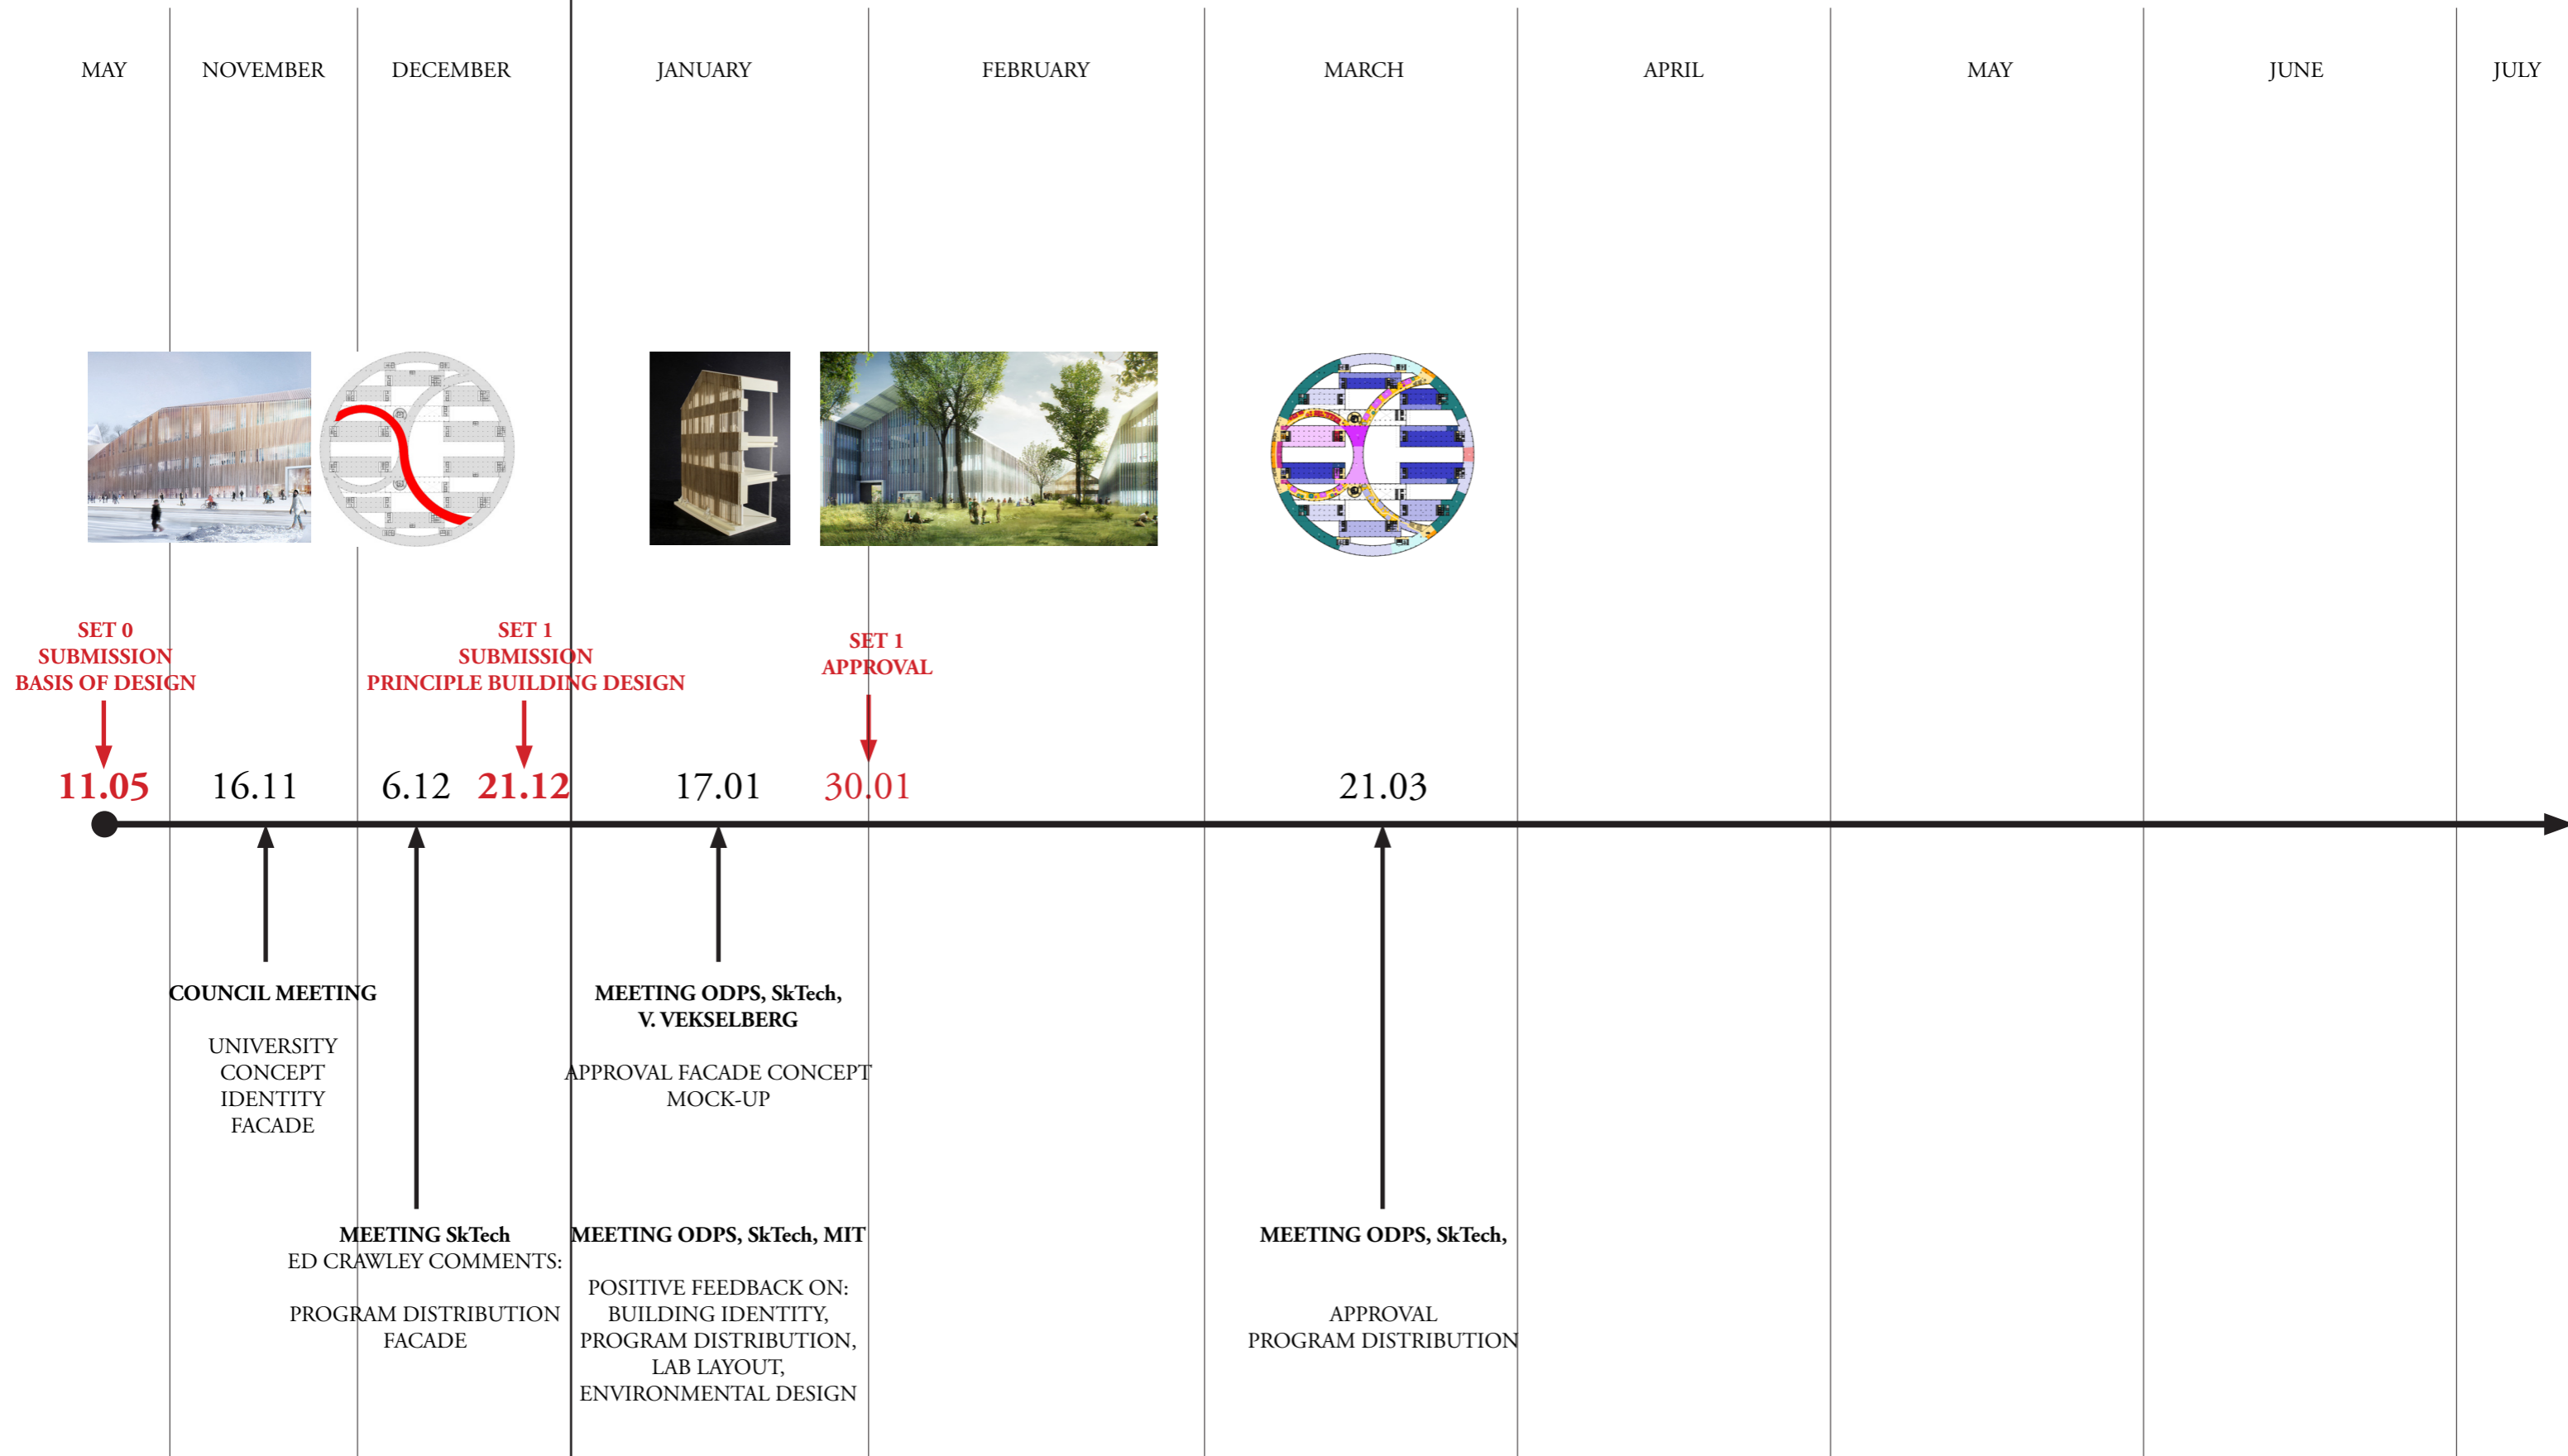 MAY
NOVEMBER
DECEMBER
JANUARY
FEBRUARY
MARCH
APRIL
MAY
JUNE
JULY
SET 0
SUBMISSION
BASIS OF DESIGN
SET 1
SUBMISSION
PRINCIPLE BUILDING DESIGN
SET 1
APPROVAL
11.05
16.11
6.12
21.12
17.01
30.01
21.03
COUNCIL MEETING
UNIVERSITY
CONCEPT
IDENTITY
FACADE
MEETING ODPS, SkTech,
V. VEKSELBERG
APPROVAL FACADE CONCEPT
MOCK-UP
MEETING SkTech
ED CRAWLEY COMMENTS:
PROGRAM DISTRIBUTION
FACADE
MEETING ODPS, SkTech, MIT
POSITIVE FEEDBACK ON:
BUILDING IDENTITY,
PROGRAM DISTRIBUTION,
LAB LAYOUT,
ENVIRONMENTAL DESIGN
MEETING ODPS, SkTech,
APPROVAL
PROGRAM DISTRIBUTION